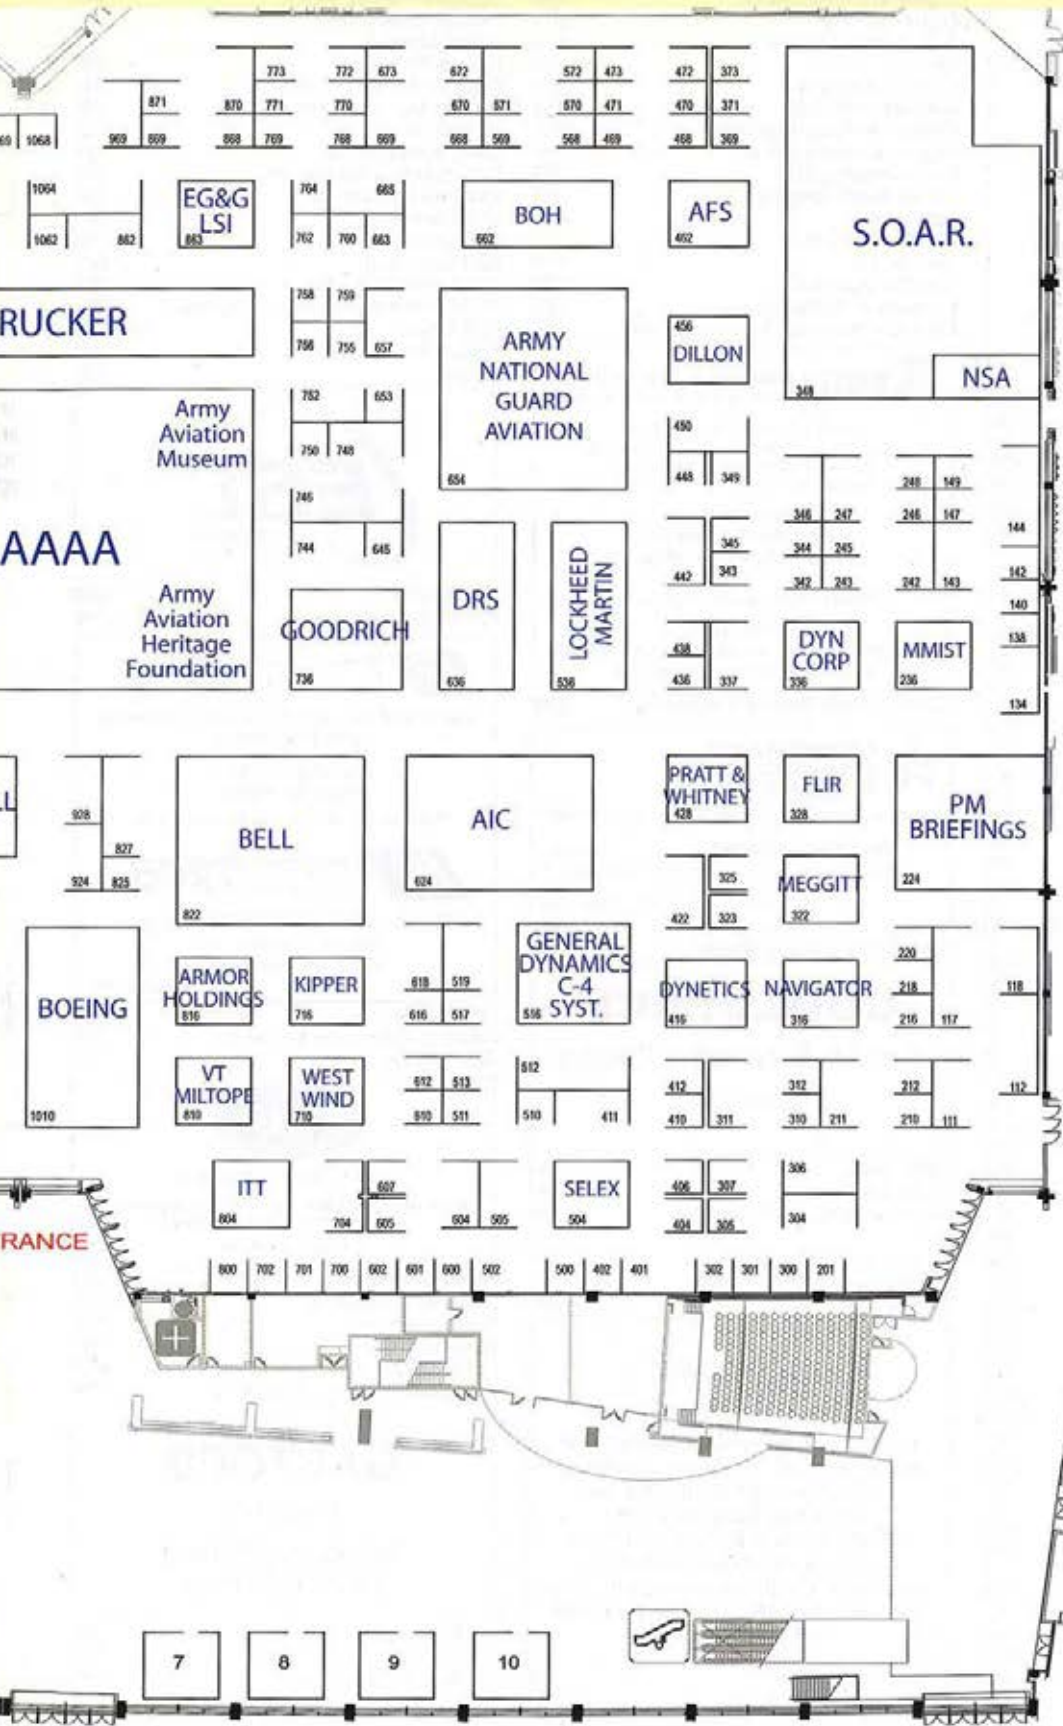 773 772 673 672 572 473 472 373
871 870 771 770 670 571 570 471 470 371
69 1068 969 869 868 769 768 669 668 569 568 469 468 369
1064
EG&G
LSI
863
764 665
BOH
662
AFS
462
S.O.A.R.
348
1062 862
762 760 663
RUCKER
758 759
756 755 657
ARMY
NATIONAL
GUARD
AVIATION
654
456
DILLON
NSA
Army
Aviation
Museum
752 653
750 748
450
448 349
AAAA
746
744 645
248 149
346 247 246 147
345
344 245
144
442 343
342 243 242 143
142
Army
Aviation
Heritage
Foundation
GOODRICH
736
DRS
636
LOCKHEED
MARTIN
536
438
436 337
DYN
CORP
336
MMIST
236
140
138
134
L
928
827
924 825
BELL
822
AIC
624
PRATT &
WHITNEY
428
FLIR
328
PM
BRIEFINGS
224
325
422 323
MEGGITT
322
BOEING
1010
ARMOR
HOLDINGS
816
KIPPER
716
618 519
616 517
GENERAL
DYNAMICS
C-4
SYST.
516
DYNETICS
416
NAVIGATOR
316
220
218
216 117
118
VT
MILTOPE
810
WEST
WIND
710
612 513
610 511
512
510 411
412
410 311
312
310 211
212
210 111
112
ITT
804
607
704 605
604 505
SELEX
504
406 307
404 305
306
304
RANCE
800 702 701 700 602 601 600 502 500 402 401 302 301 300 201
7 8 9 10